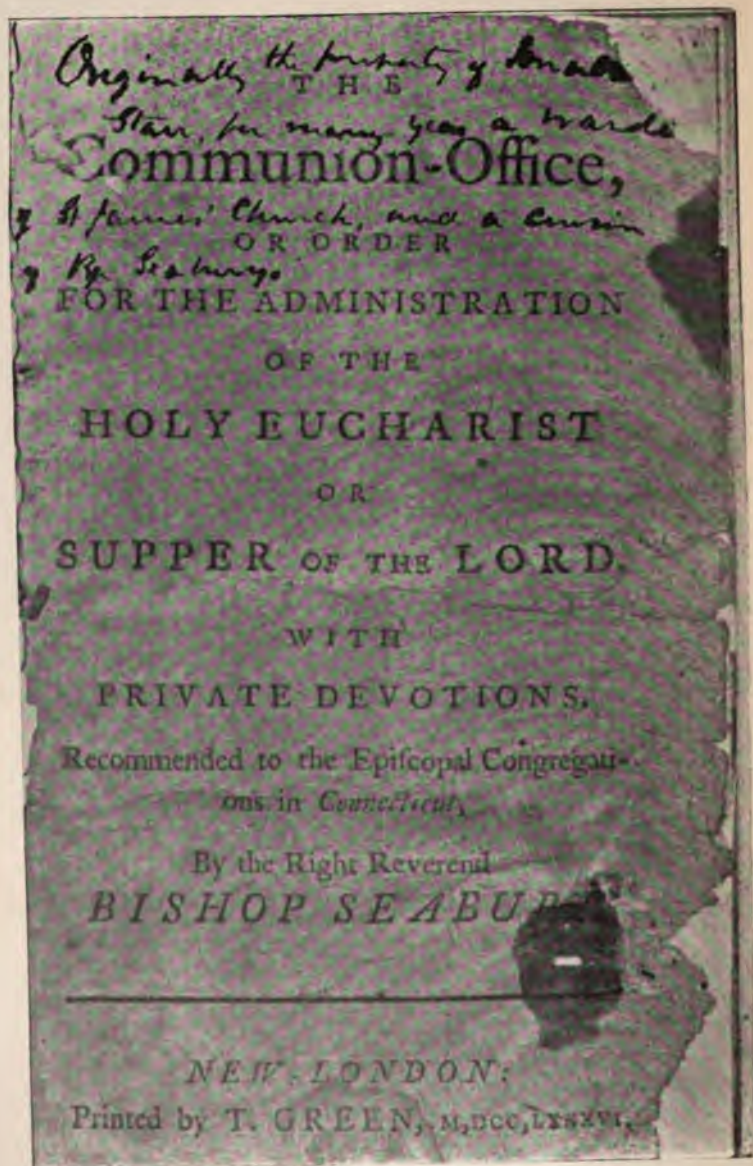 Originally the property of Jonathan
THE
Starr, for many years a warde
Communion-Office,
of St James' Church, and a cousin
OR ORDER
of Bp. Seabury.
FOR THE ADMINISTRATION
OF THE
HOLY EUCHARIST
OR
SUPPER OF THE LORD.
WITH
PRIVATE DEVOTIONS.
Recommended to the Epiſcopal Congregati-
ons in Connecticut,
By the Right Reverend
BISHOP SEABURY
NEW-LONDON:
Printed by T. GREEN, M,DCC,LXXXVI.